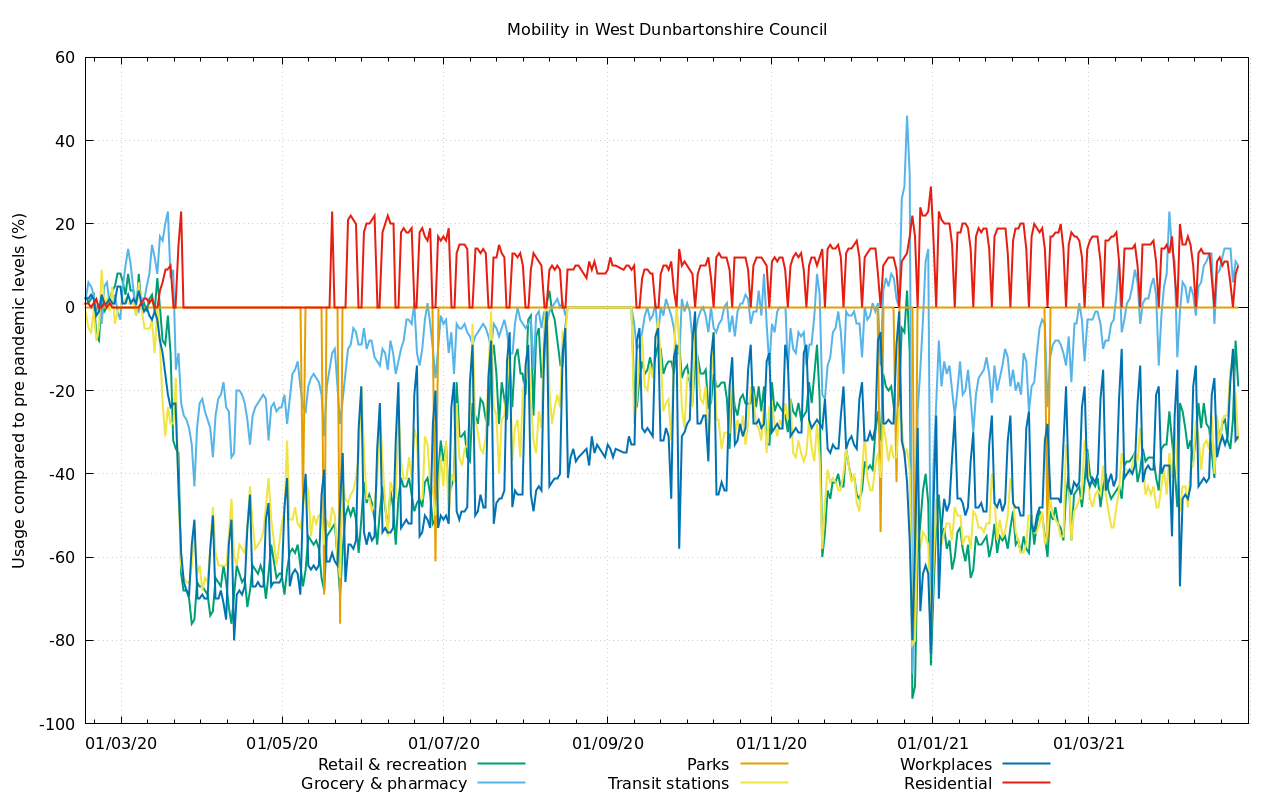 Mobility in West Dunbartonshire Council
Usage compared to pre pandemic levels (%)
60
40
20
0
-20
-40
-60
-80
-100
01/03/20 01/05/20 01/07/20 01/09/20 01/11/20 01/01/21 01/03/21
Retail & recreation Parks Workplaces
Grocery & pharmacy Transit stations Residential